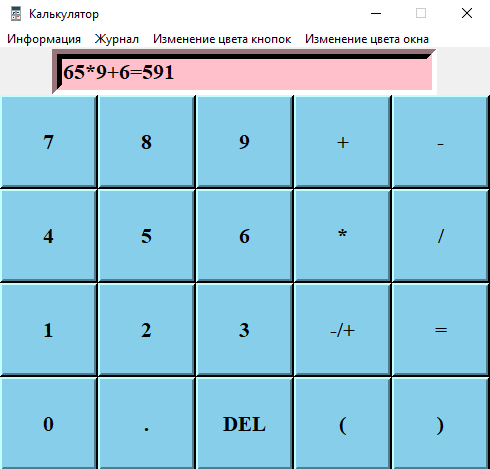 Калькулятор
Информация Журнал Изменение цвета кнопок Изменение цвета окна
65*9+6=591
7 8 9 + -
4 5 6 * /
1 2 3 -/+ =
0 . DEL ( )